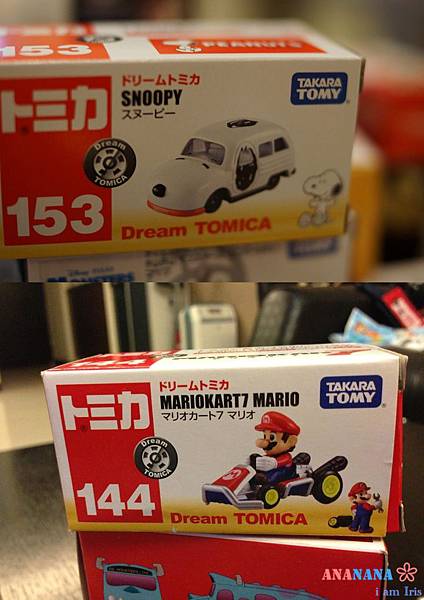 153
PEANUTS
ドリームトミカ
SNOOPY
スヌーピー
TAKARA
TOMY
トミカ
Dream
TOMICA
153
Dream TOMICA
MONSTERS
144
ドリームトミカ
MARIOKART7 MARIO
マリオカート7 マリオ
TAKARA
TOMY
トミカ
Dream
TOMICA
144
Dream TOMICA
ANANANA
i am Iris